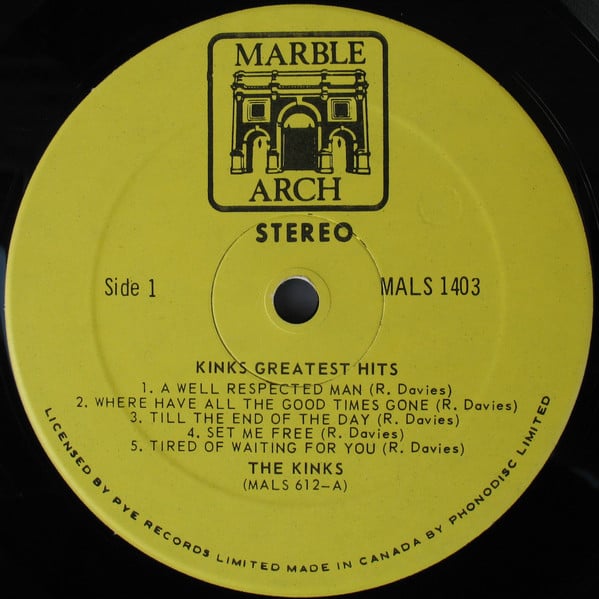 MARBLE
ARCH
STEREO
Side 1
MALS 1403
KINKS GREATEST HITS
1. A WELL RESPECTED MAN (R. Davies)
2. WHERE HAVE ALL THE GOOD TIMES GONE (R. Davies)
3. TILL THE END OF THE DAY (R. Davies)
4. SET ME FREE (R. Davies)
5. TIRED OF WAITING FOR YOU (R. Davies)
THE KINKS
(MALS 612-A)
LICENSED BY PYE RECORDS LIMITED MADE IN CANADA BY PHONODISC LIMITED